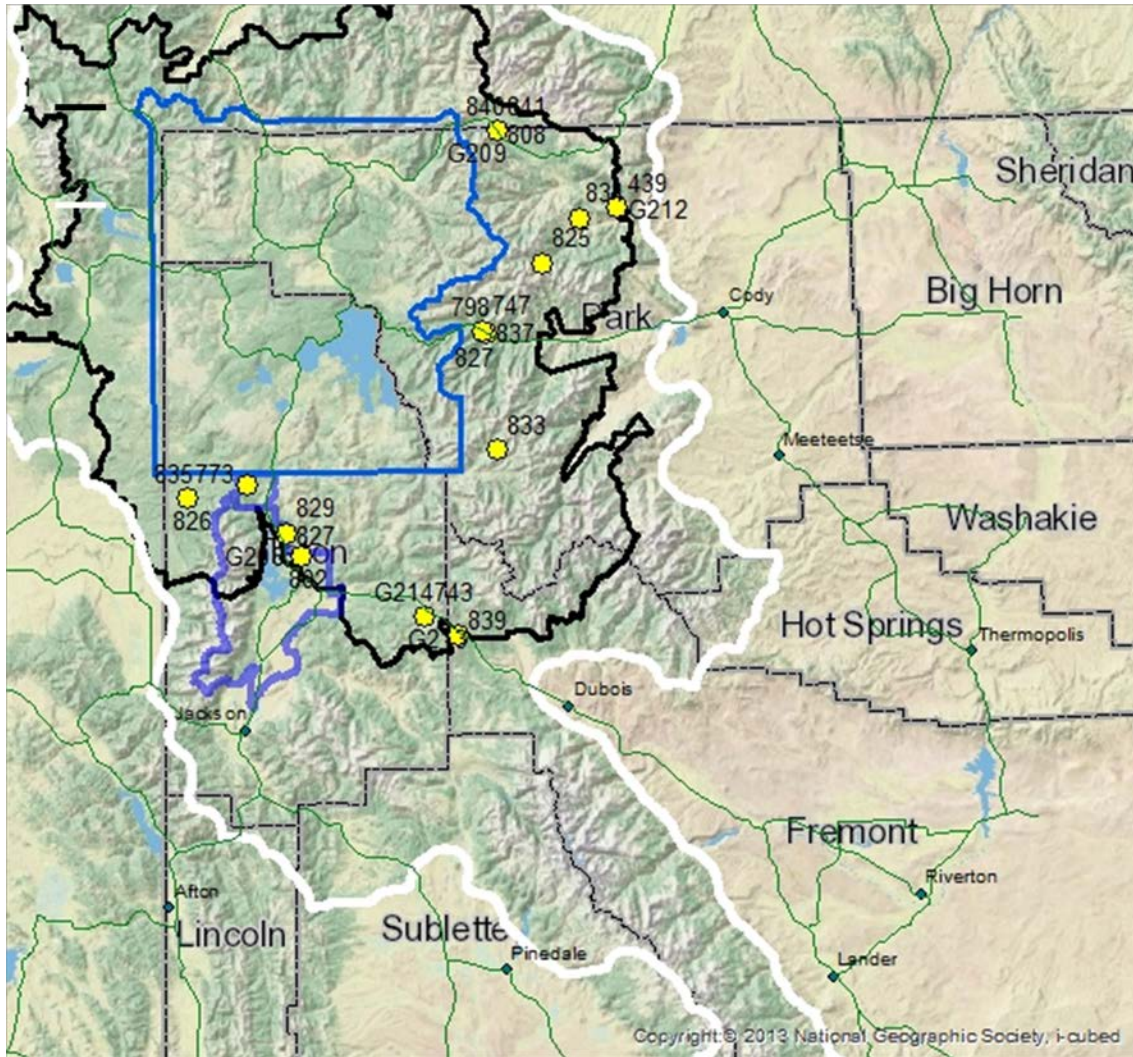 840841
808
G209
Sheridan
439
G212
825
Cody
Big Horn
798747
Park
837
827
833
Meeteetse
835773
829
Washakie
826
827
802
G214743
839
Hot Springs
Thermopolis
Dubois
Jackson
Fremont
Riverton
Afton
Lincoln
Sublette
Pinedale
Lander
Copyright:© 2013 National Geographic Society, i-cubed